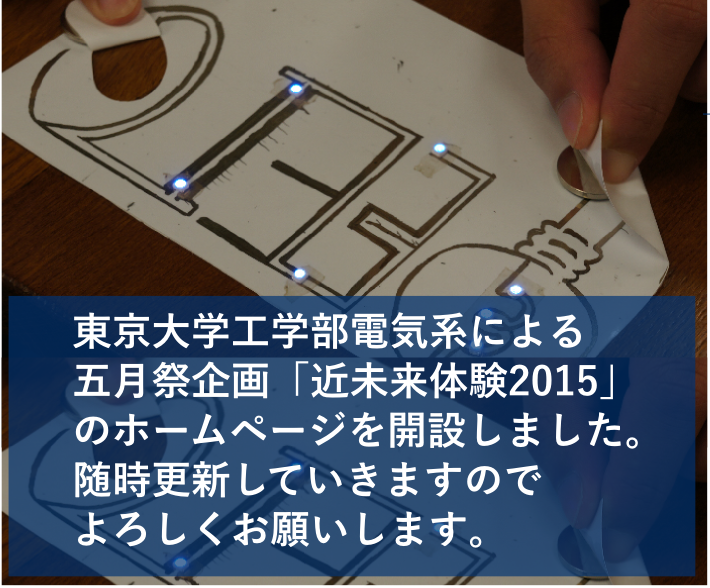 東京大学工学部電気系による
五月祭企画「近未来体験2015」
のホームページを開設しました。
随時更新していきますので
よろしくお願いします。